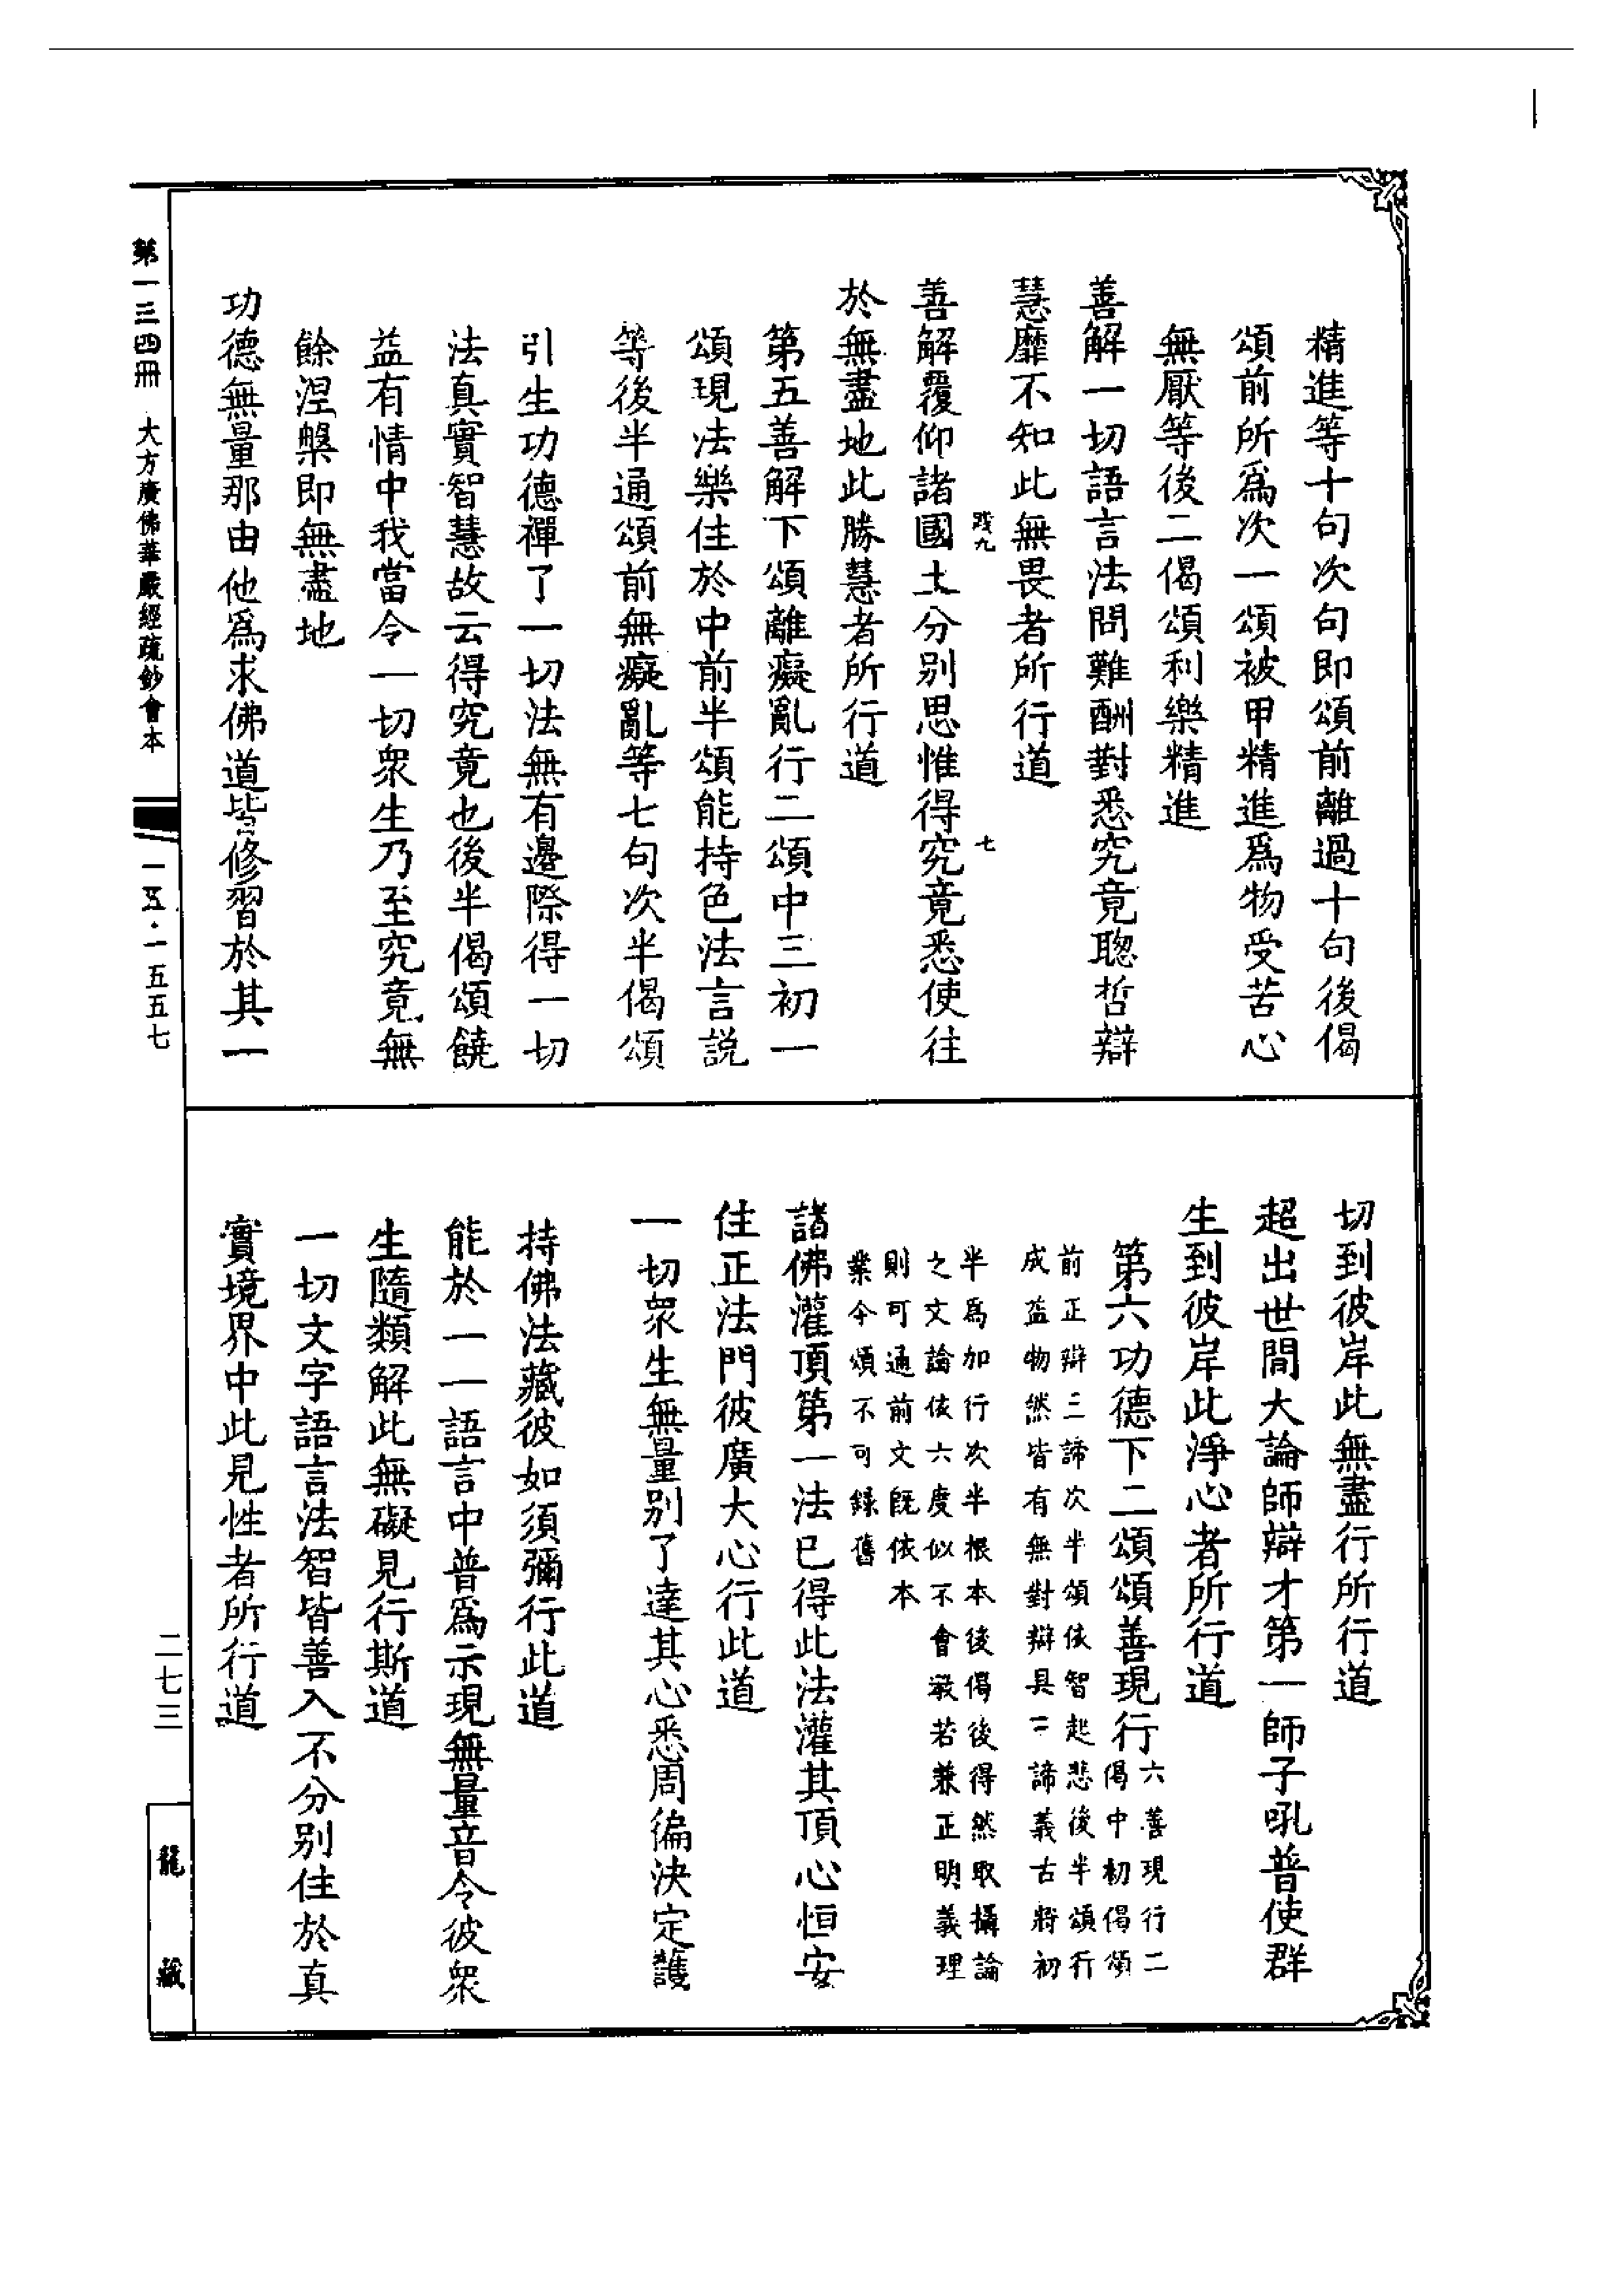 精進等十句次句即頌前離過十句後偈
頌前所爲次一頌被甲精進爲物受苦心
無厭等後二偈頌利樂精進
善解一切語言法問難酬對悉究竟聰哲辯
慧靡不知此無畏者所行道
善解覆仰諸國土分別思惟得究竟悉使往
於無盡地此勝慧者所行道
第五善解下頌離癡亂行二頌中三初一
頌現法樂住於中前半頌能持色法言説
等後半通頌前無癡亂等七句次半偈頌
引生功德禪了一切法無有邊際得一切
法真實智慧故云得究竟也後半偈頌饒
益有情中我當令一切衆生乃至究竟無
餘涅槃即無盡地
功德無量那由他爲求佛道皆修習於其一
七
切到彼岸此無盡行所行道
超出世間大論師辯才第一師子吼普使群
生到彼岸此淨心者所行道
第六功德下二頌頌善現行
六善現行二
偈中初偈頌
前正辯三諦次半頌依智起悲後半頌行
成益物然皆有無對辯具二諦義古將初
半爲加行次半根本後偈後得然取攝論
之文論依六度似不會義若兼正明義理
則可通前文既依本
業今頌不可録舊
諸佛灌頂第一法已得此法灌其頂心恒安
住正法門彼廣大心行此道
一切衆生無量別了達其心悉周徧決定護
持佛法藏彼如須彌行此道
能於一一語言中普爲示現無量音令彼衆
生隨類解此無礙見行斯道
一切文字語言法智皆善入不分別住於真
實境界中此見性者所行道
第一三四冊 大方廣佛華嚴經疏鈔會本
一五·一五五七
二七三
龍藏